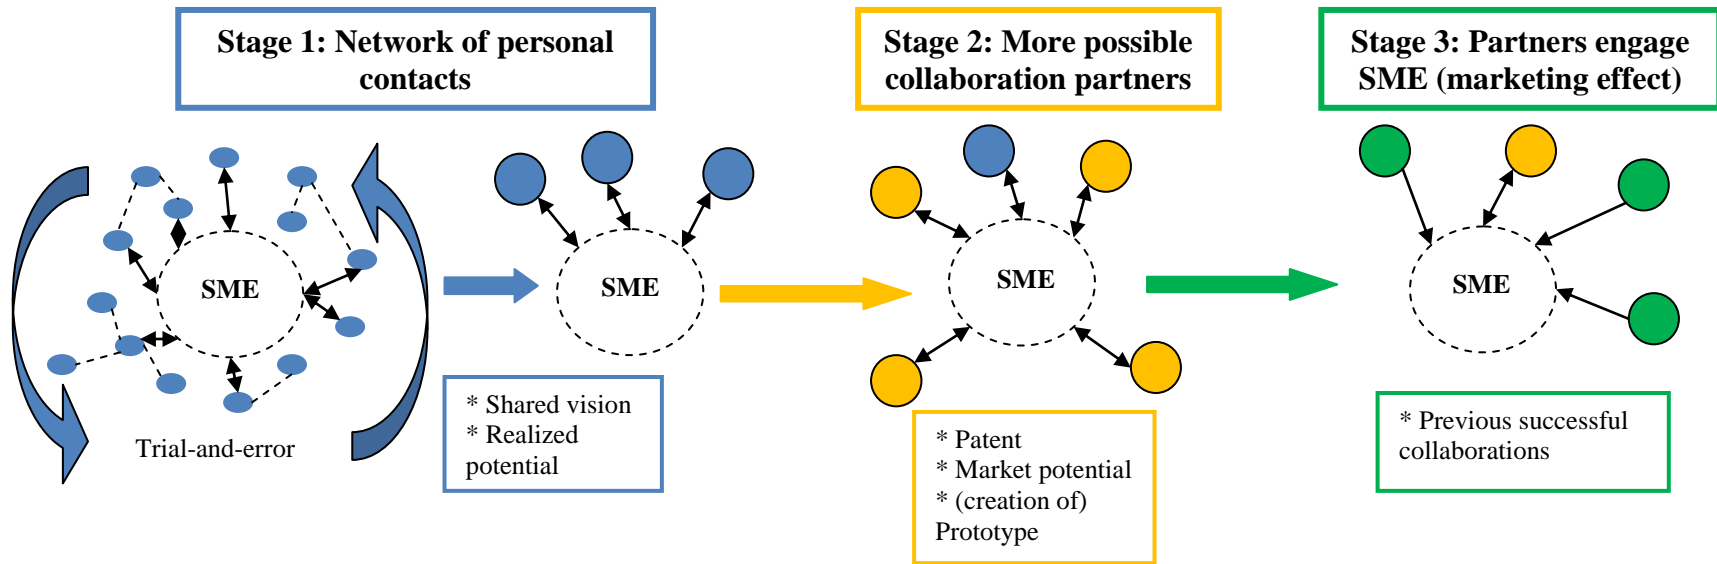 Stage 1: Network of personal
contacts
Stage 2: More possible
collaboration partners
Stage 3: Partners engage
SME (marketing effect)
SME
SME
SME
SME
Trial-and-error
* Shared vision
* Realized
potential
* Patent
* Market potential
* (creation of)
Prototype
* Previous successful
collaborations